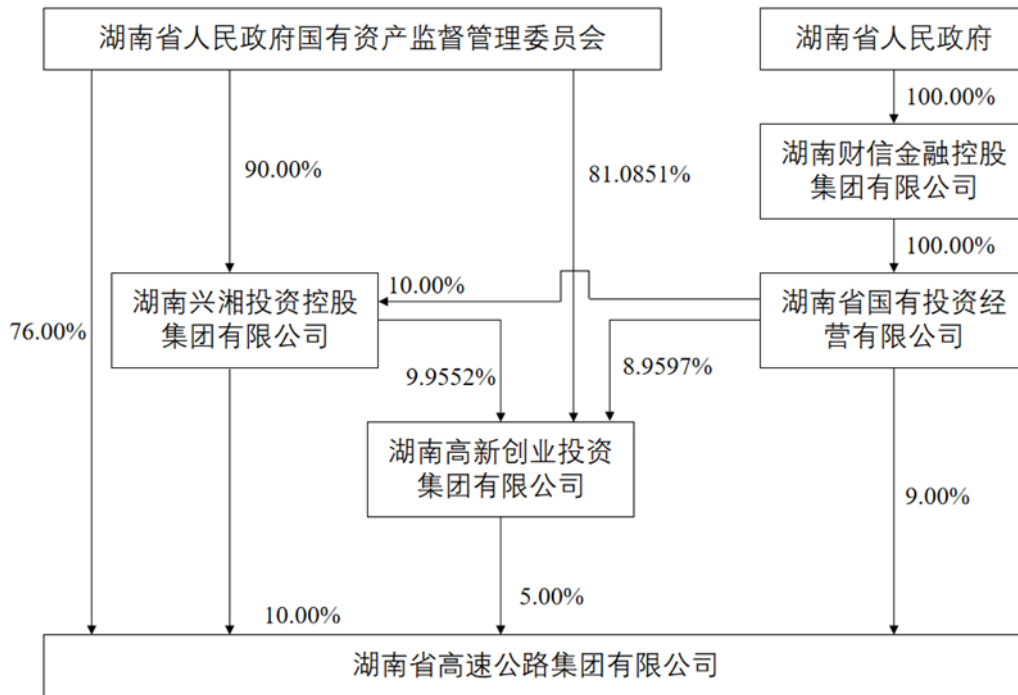 湖南省人民政府国有资产监督管理委员会
湖南省人民政府
100.00%
湖南财信金融控股
集团有限公司
90.00%
81.0851%
100.00%
10.00%
湖南兴湘投资控股
集团有限公司
湖南省国有投资经
营有限公司
76.00%
9.9552%
8.9597%
湖南高新创业投资
集团有限公司
9.00%
5.00%
10.00%
湖南省高速公路集团有限公司